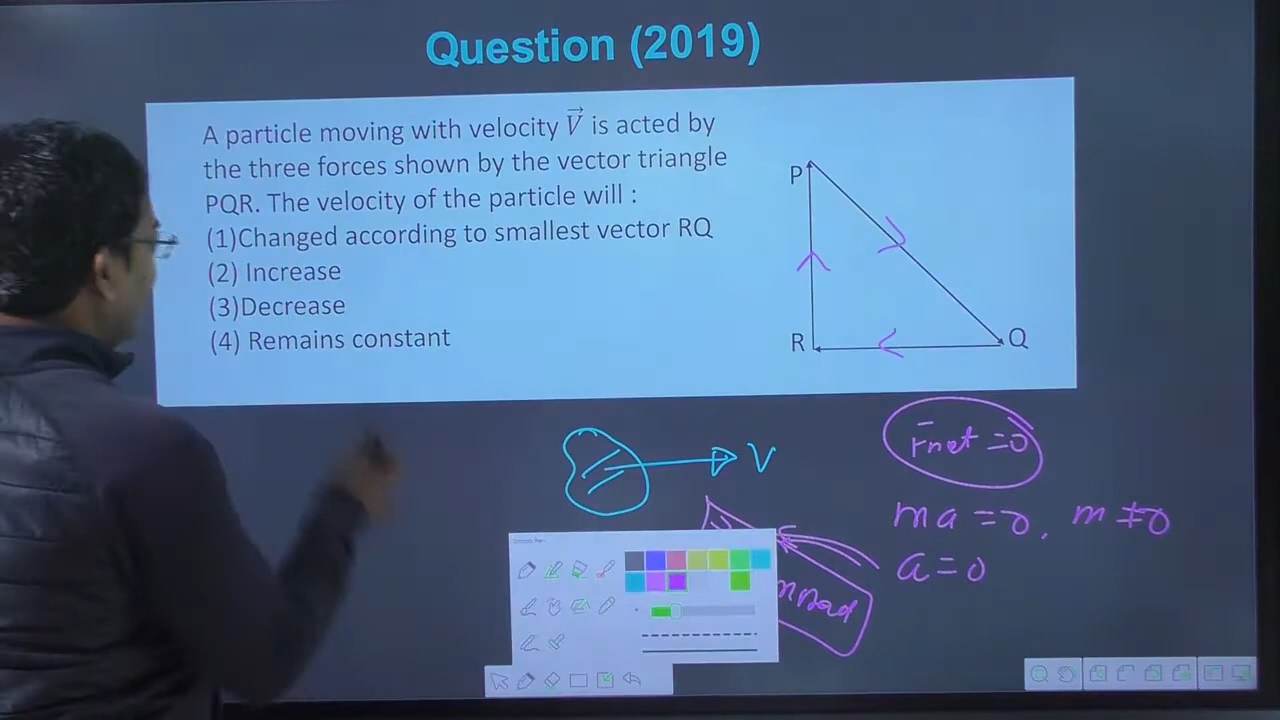 Question (2019)
A particle moving with velocity V⃗ is acted by
the three forces shown by the vector triangle
PQR. The velocity of the particle will :
(1)Changed according to smallest vector RQ
(2) Increase
(3)Decrease
(4) Remains constant
P
R
Q
V
Fnet =0
ma =0, m ≠0
a=0